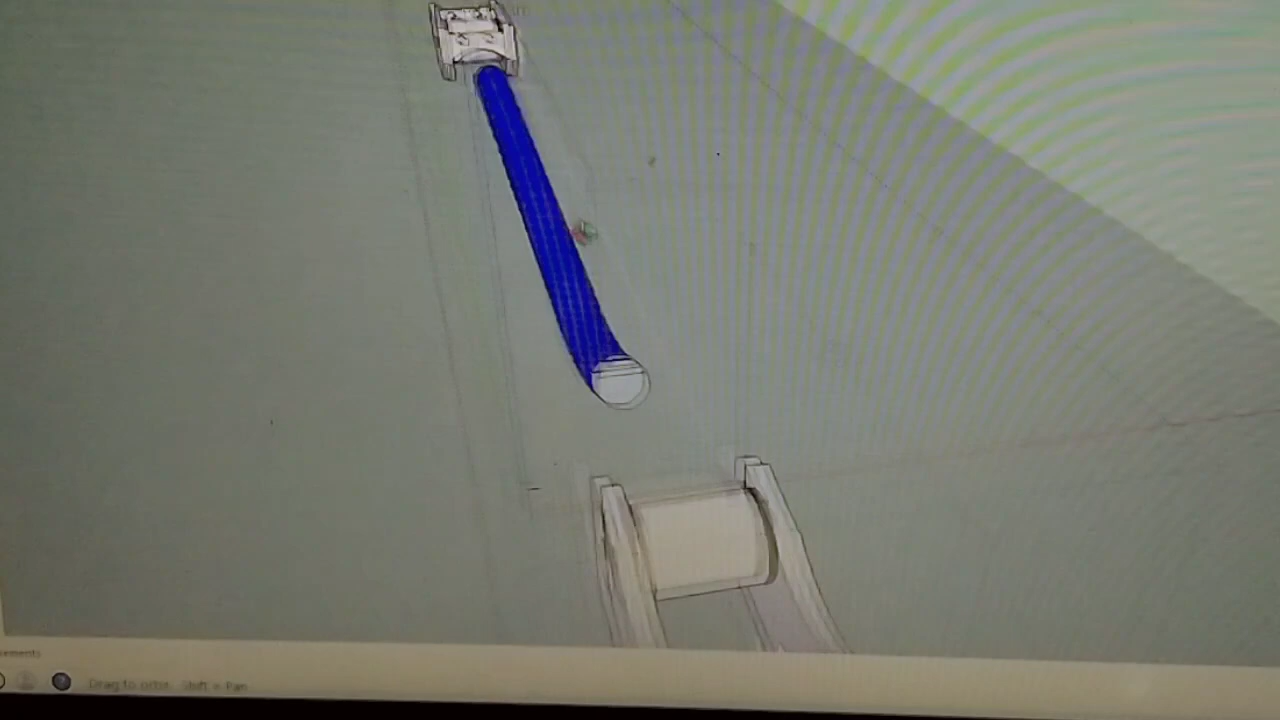 Drag to orbit. Shift = Pan